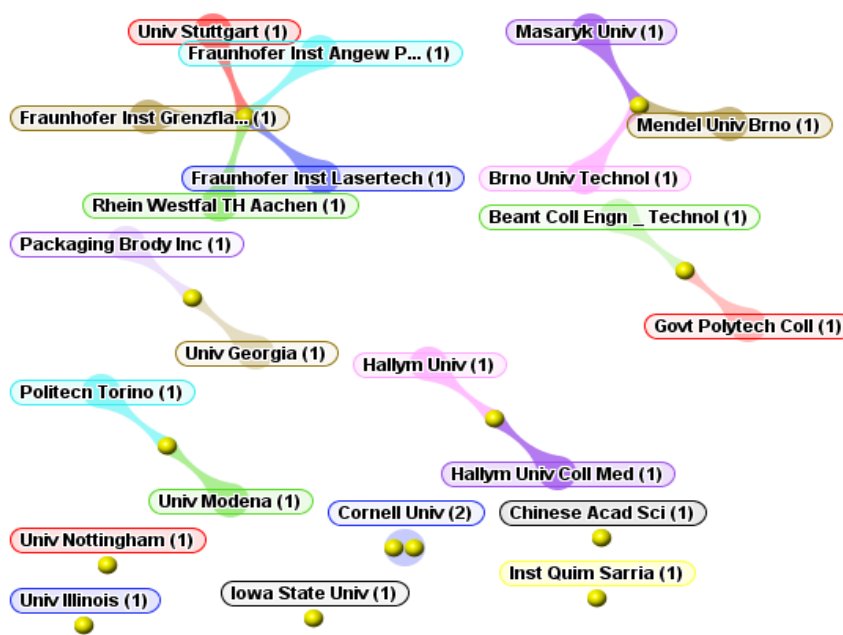 Univ Stuttgart (1)
Masaryk Univ (1)
Fraunhofer Inst Angew P... (1)
Fraunhofer Inst Grenzfla... (1)
Mendel Univ Brno (1)
Fraunhofer Inst Lasertech (1)
Brno Univ Technol (1)
Rhein Westfal TH Aachen (1)
Beant Coll Engn _ Technol (1)
Packaging Brody Inc (1)
Govt Polytech Coll (1)
Univ Georgia (1)
Hallym Univ (1)
Politecn Torino (1)
Hallym Univ Coll Med (1)
Univ Modena (1)
Cornell Univ (2)
Chinese Acad Sci (1)
Univ Nottingham (1)
Inst Quim Sarria (1)
Iowa State Univ (1)
Univ Illinois (1)